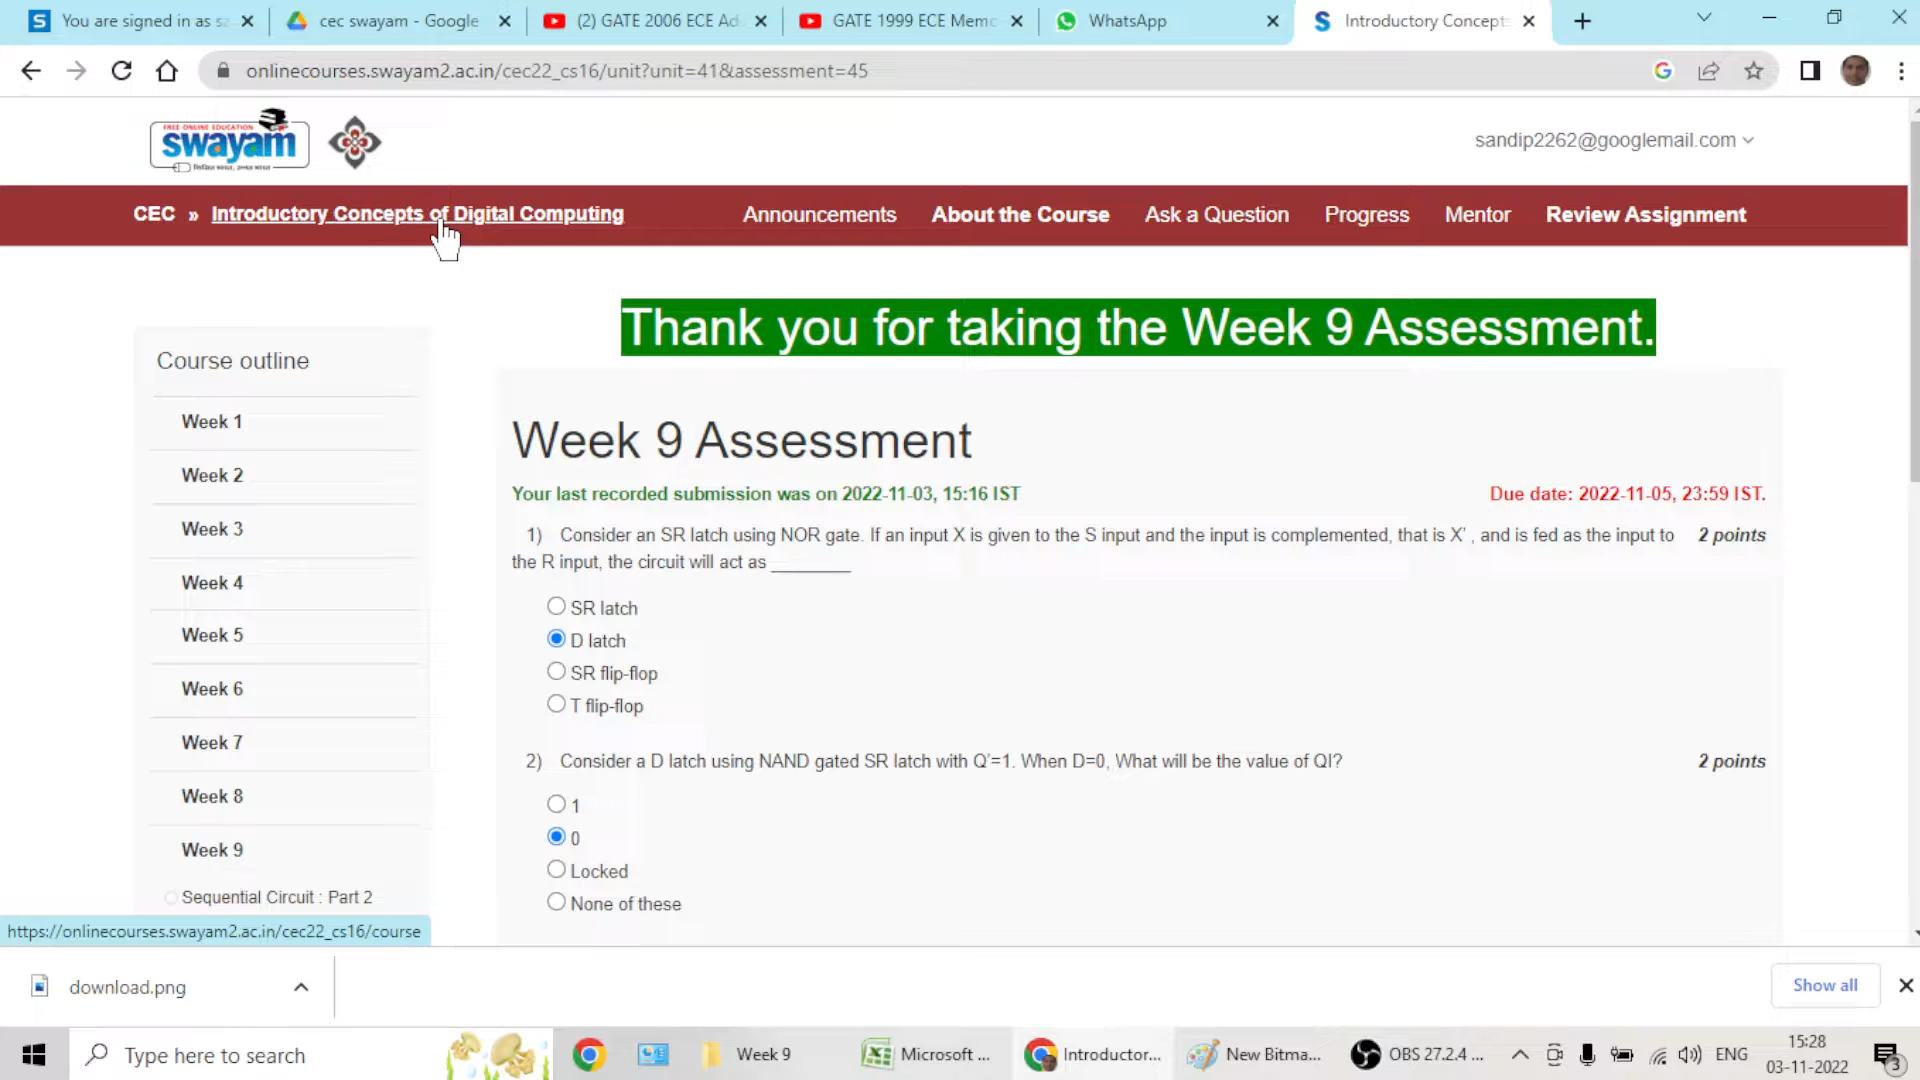 You are signed in as sa
cec swayam - Google
(2) GATE 2006 ECE Ad
GATE 1999 ECE Memo
WhatsApp
Introductory Concepts
onlinecourses.swayam2.ac.in/cec22_cs16/unit?unit=41&assessment=45
FREE ONLINE EDUCATION
swayam
sandip2262@googlemail.com
CEC » Introductory Concepts of Digital Computing
Announcements
About the Course
Ask a Question
Progress
Mentor
Review Assignment
Thank you for taking the Week 9 Assessment.
Course outline
Week 1
Week 2
Week 3
Week 4
Week 5
Week 6
Week 7
Week 8
Week 9
Sequential Circuit : Part 2
https://onlinecourses.swayam2.ac.in/cec22_cs16/course
Week 9 Assessment
Your last recorded submission was on 2022-11-03, 15:16 IST
Due date: 2022-11-05, 23:59 IST.
1) Consider an SR latch using NOR gate. If an input X is given to the S input and the input is complemented, that is X' , and is fed as the input to 2 points
the R input, the circuit will act as ________
SR latch
D latch
SR flip-flop
T flip-flop
2) Consider a D latch using NAND gated SR latch with Q'=1. When D=0, What will be the value of QI? 2 points
1
0
Locked
None of these
download.png
Show all
Type here to search
Week 9
Microsoft ...
Introductor...
New Bitma...
OBS 27.2.4 ...
ENG
15:28
03-11-2022
3